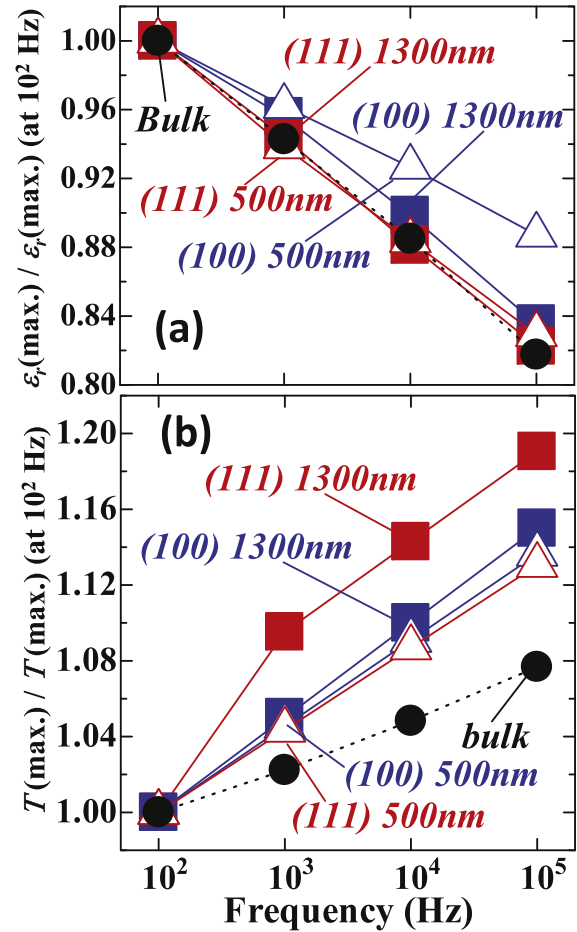 1.00
0.96
0.92
0.88
0.84
0.80
εr(max.) / εr(max.) (at 10² Hz)
(111) 1300nm
Bulk
(100) 1300nm
(111) 500nm
(100) 500nm
(a)
1.20
1.16
1.12
1.08
1.04
1.00
T(max.) / T(max.) (at 10² Hz)
(b)
(111) 1300nm
(100) 1300nm
bulk
(100) 500nm
(111) 500nm
10² 10³ 10⁴ 10⁵
Frequency (Hz)